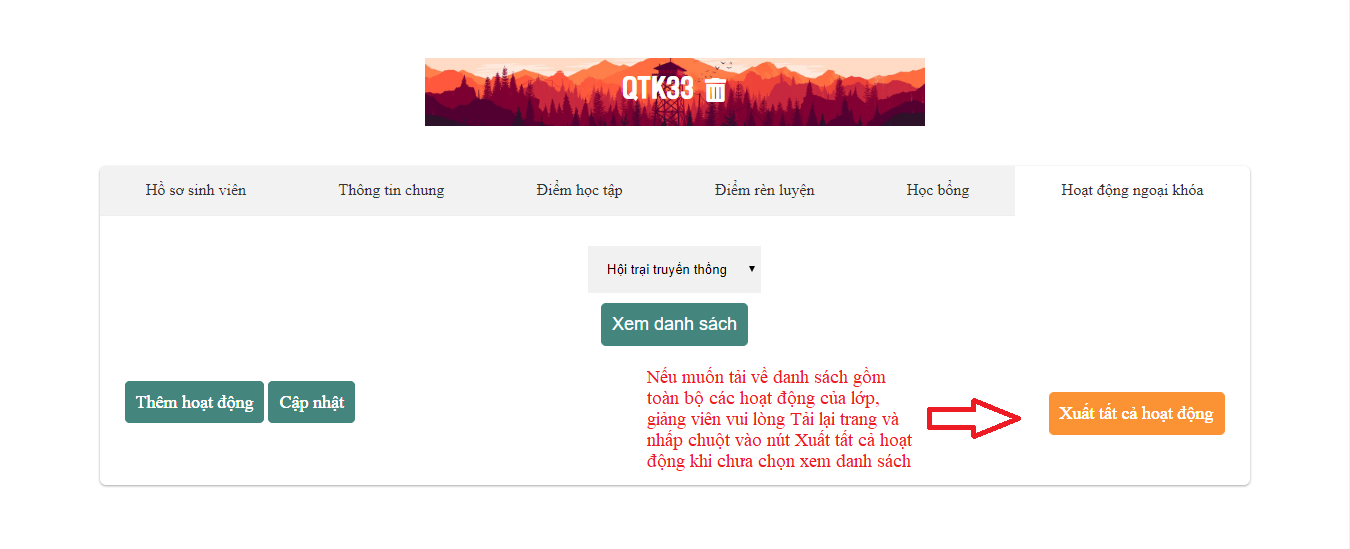 QTK33
Hồ sơ sinh viên
Thông tin chung
Điểm học tập
Điểm rèn luyện
Học bổng
Hoạt động ngoại khóa
Hội trại truyền thống
Xem danh sách
Thêm hoạt động
Cập nhật
Nếu muốn tải về danh sách gồm
toàn bộ các hoạt động của lớp,
giảng viên vui lòng Tải lại trang và
nhấp chuột vào nút Xuất tất cả hoạt
động khi chưa chọn xem danh sách
Xuất tất cả hoạt động